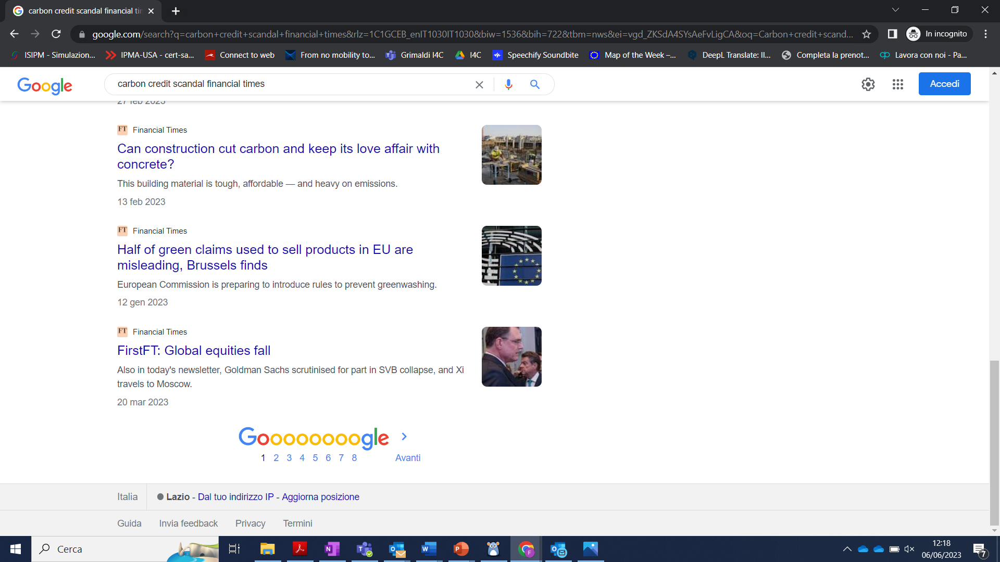 carbon credit scandal financial tin
google.com/search?q=carbon+credit+scandal+financial+times&rlz=1C1GCEB_enIT1030IT1030&biw=1536&bih=722&tbm=nws&ei=vgd_ZKSdA4SYsAeFvLigCA&oq=Carbon+credit+scand...
In incognito
ISIPM - Simulazion...
IPMA-USA - cert-sa...
Connect to web
From no mobility to...
Grimaldi I4C
I4C
Speechify Soundbite
Map of the Week –...
DeepL Translate: Il...
Completa la prenot...
Lavora con noi - Pa...
Google
carbon credit scandal financial times
Accedi
27 feb 2023
FT Financial Times
Can construction cut carbon and keep its love affair with
concrete?
This building material is tough, affordable — and heavy on emissions.
13 feb 2023
FT Financial Times
Half of green claims used to sell products in EU are
misleading, Brussels finds
European Commission is preparing to introduce rules to prevent greenwashing.
12 gen 2023
FT Financial Times
FirstFT: Global equities fall
Also in today's newsletter, Goldman Sachs scrutinised for part in SVB collapse, and Xi
travels to Moscow.
20 mar 2023
Goooooooogle
1 2 3 4 5 6 7 8 Avanti
Italia
Lazio - Dal tuo indirizzo IP - Aggiorna posizione
Guida Invia feedback Privacy Termini
Cerca
12:18
06/06/2023
7